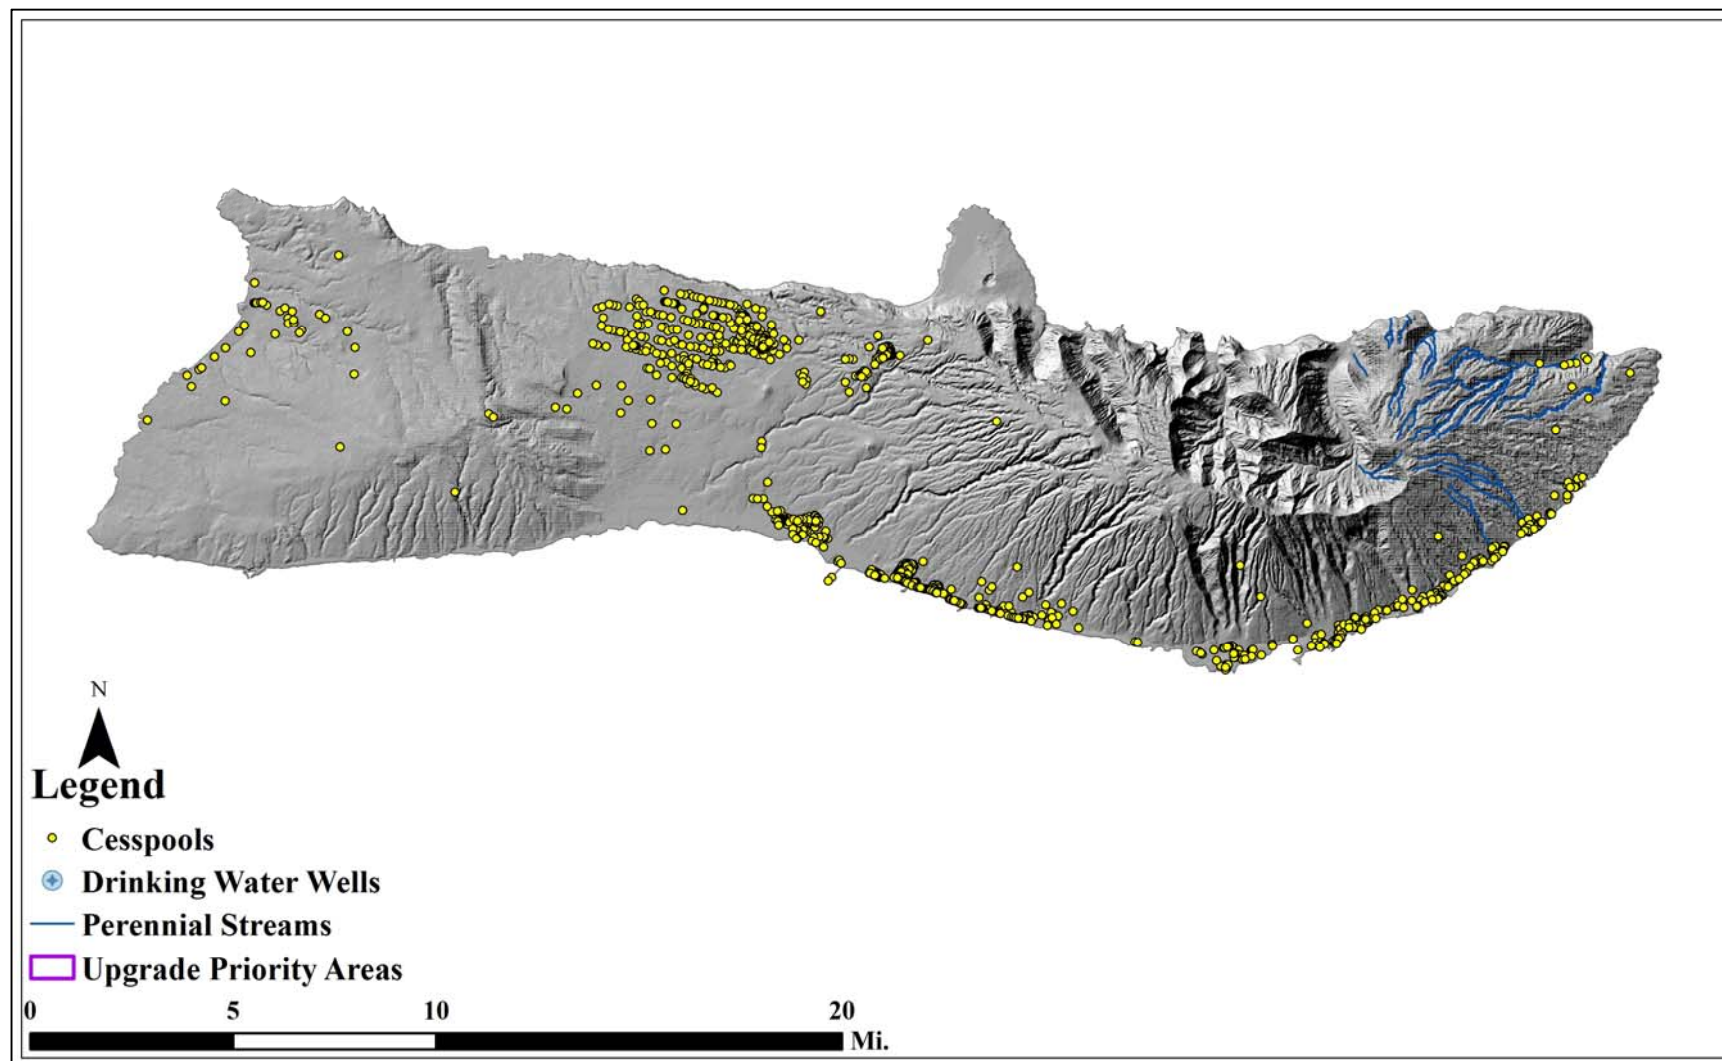 N
Legend
Cesspools
Drinking Water Wells
Perennial Streams
Upgrade Priority Areas
0 5 10 20
Mi.